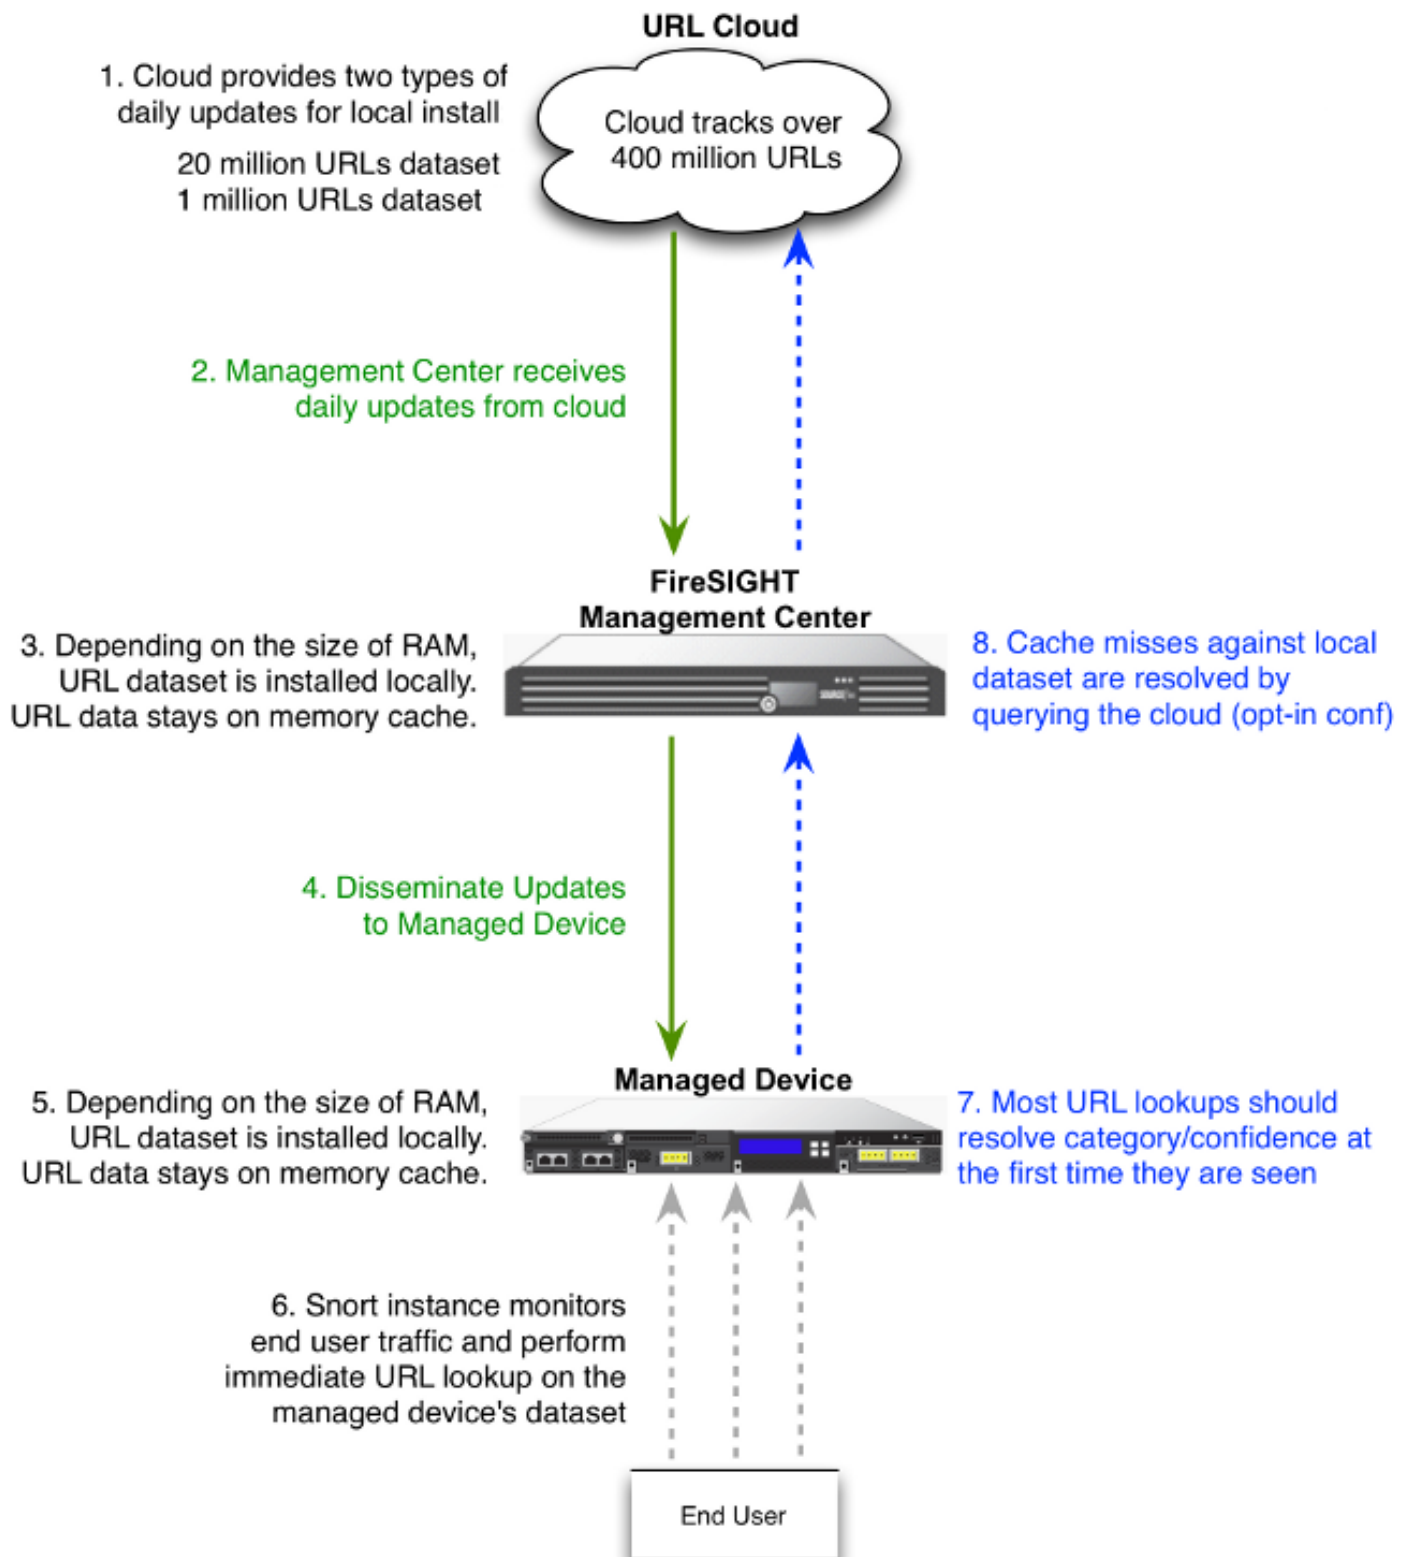 URL Cloud
1. Cloud provides two types of
daily updates for local install
20 million URLs dataset
1 million URLs dataset
Cloud tracks over
400 million URLs
2. Management Center receives
daily updates from cloud
FireSIGHT
Management Center
3. Depending on the size of RAM,
URL dataset is installed locally.
URL data stays on memory cache.
8. Cache misses against local
dataset are resolved by
querying the cloud (opt-in conf)
4. Disseminate Updates
to Managed Device
Managed Device
5. Depending on the size of RAM,
URL dataset is installed locally.
URL data stays on memory cache.
7. Most URL lookups should
resolve category/confidence at
the first time they are seen
6. Snort instance monitors
end user traffic and perform
immediate URL lookup on the
managed device's dataset
End User